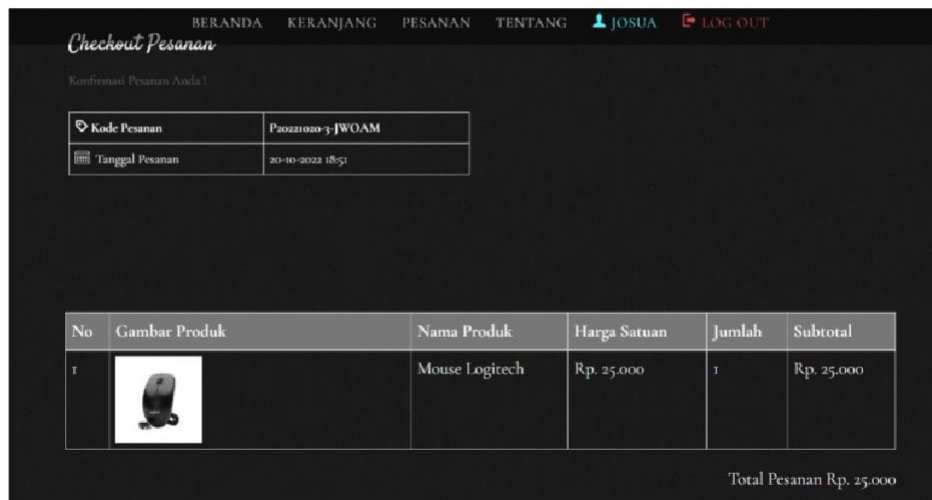 BERANDA KERANJANG PESANAN TENTANG JOSUA LOG OUT
Checkout Pesanan
Konfirmasi Pesanan Anda !
Kode Pesanan P20221020-3-JWOAM
Tanggal Pesanan 20-10-2022 18:51
No Gambar Produk Nama Produk Harga Satuan Jumlah Subtotal
1 Mouse Logitech Rp. 25.000 1 Rp. 25.000
Total Pesanan Rp. 25.000